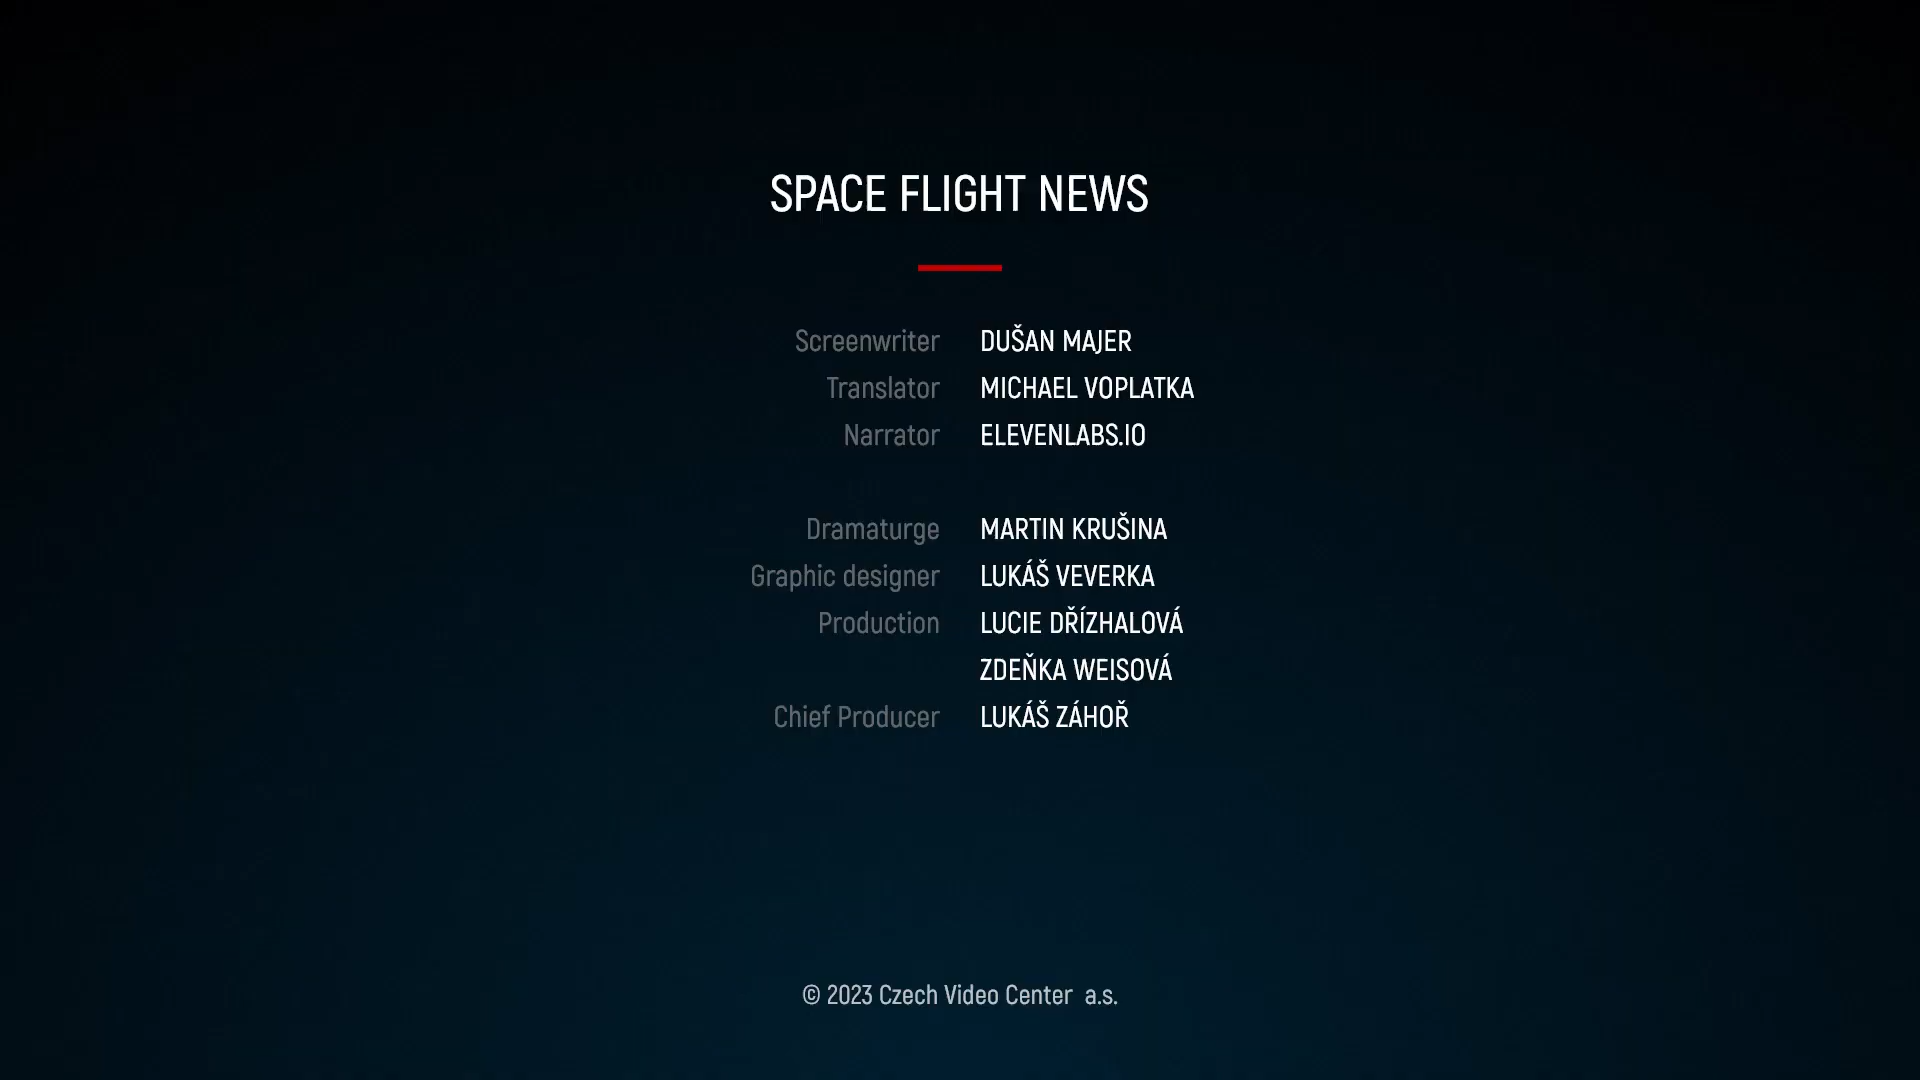 SPACE FLIGHT NEWS
Screenwriter DUŠAN MAJER
Translator MICHAEL VOPLATKA
Narrator ELEVENLABS.IO
Dramaturge MARTIN KRUŠINA
Graphic designer LUKÁŠ VEVERKA
Production LUCIE DŘÍZHALOVÁ
ZDEŇKA WEISOVÁ
Chief Producer LUKÁŠ ZÁHOŘ
© 2023 Czech Video Center a.s.